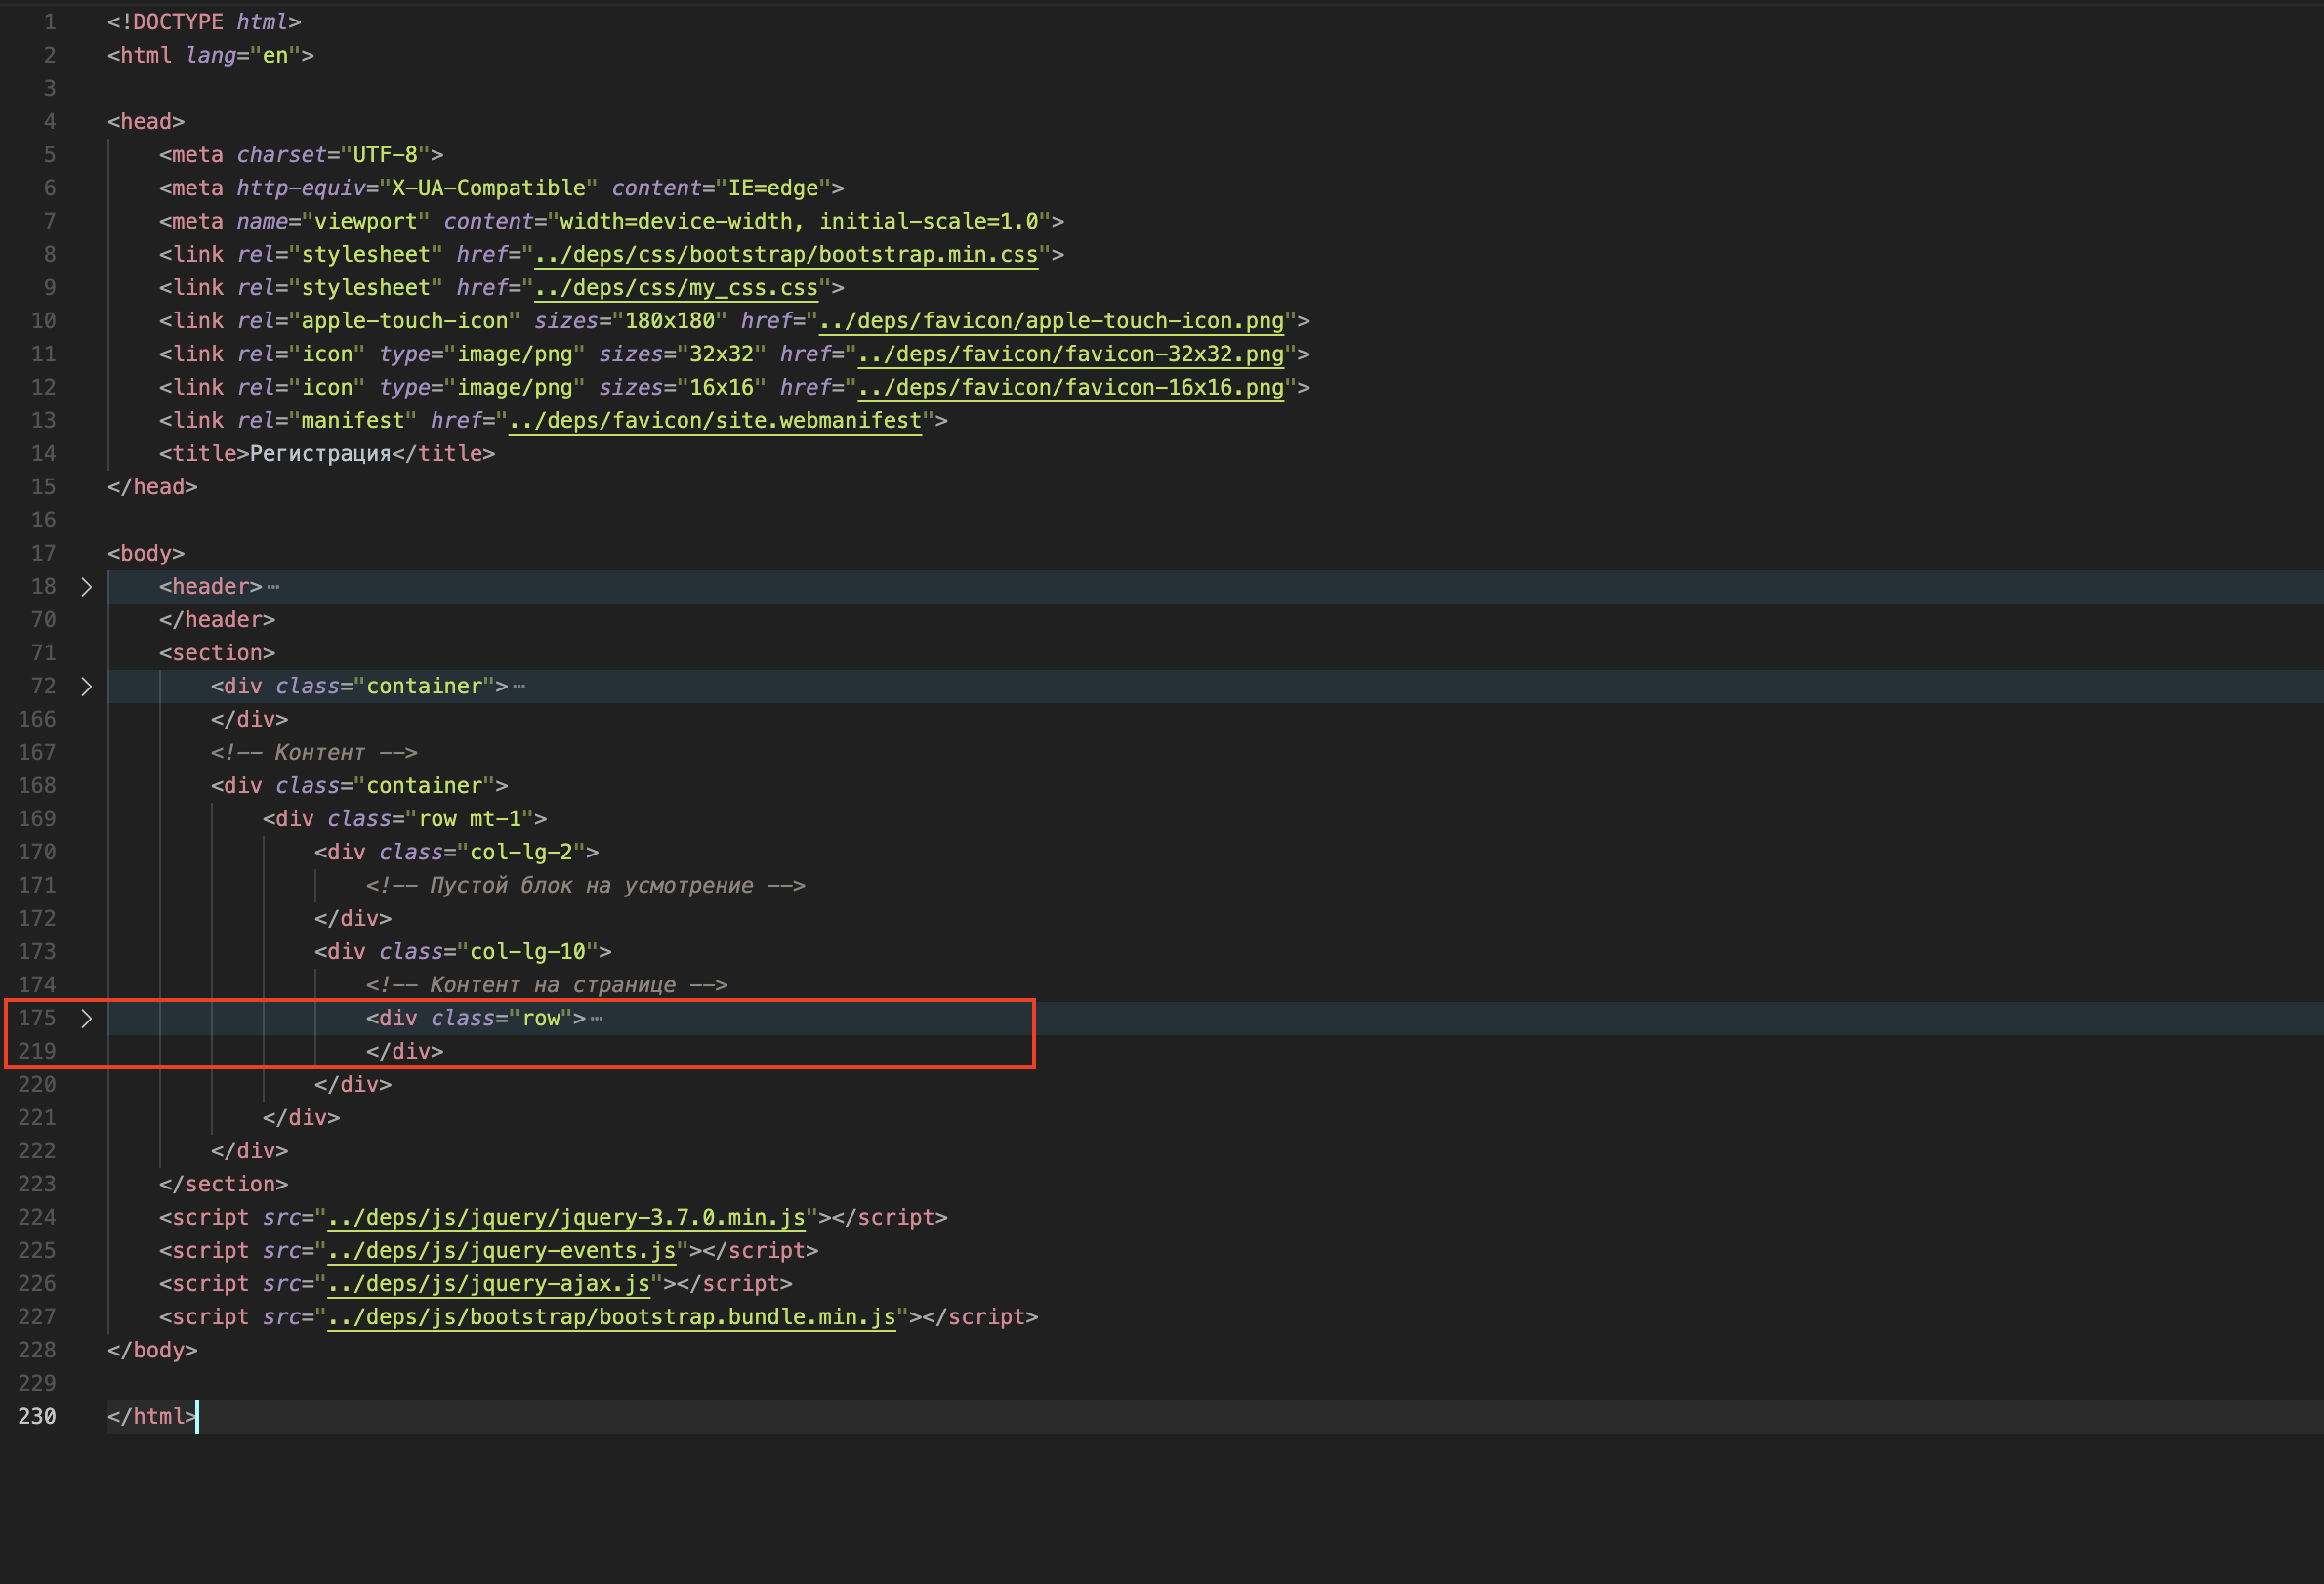 1 <!DOCTYPE html>
2 <html lang="en">
3
4 <head>
5 <meta charset="UTF-8">
6 <meta http-equiv="X-UA-Compatible" content="IE=edge">
7 <meta name="viewport" content="width=device-width, initial-scale=1.0">
8 <link rel="stylesheet" href="../deps/css/bootstrap/bootstrap.min.css">
9 <link rel="stylesheet" href="../deps/css/my_css.css">
10 <link rel="apple-touch-icon" sizes="180x180" href="../deps/favicon/apple-touch-icon.png">
11 <link rel="icon" type="image/png" sizes="32x32" href="../deps/favicon/favicon-32x32.png">
12 <link rel="icon" type="image/png" sizes="16x16" href="../deps/favicon/favicon-16x16.png">
13 <link rel="manifest" href="../deps/favicon/site.webmanifest">
14 <title>Регистрация</title>
15 </head>
16
17 <body>
18 <header>…
70 </header>
71 <section>
72 <div class="container">…
166 </div>
167 <!-- Контент -->
168 <div class="container">
169 <div class="row mt-1">
170 <div class="col-lg-2">
171 <!-- Пустой блок на усмотрение -->
172 </div>
173 <div class="col-lg-10">
174 <!-- Контент на странице -->
175 <div class="row">…
219 </div>
220 </div>
221 </div>
222 </div>
223 </section>
224 <script src="../deps/js/jquery/jquery-3.7.0.min.js"></script>
225 <script src="../deps/js/jquery-events.js"></script>
226 <script src="../deps/js/jquery-ajax.js"></script>
227 <script src="../deps/js/bootstrap/bootstrap.bundle.min.js"></script>
228 </body>
229
230 </html>